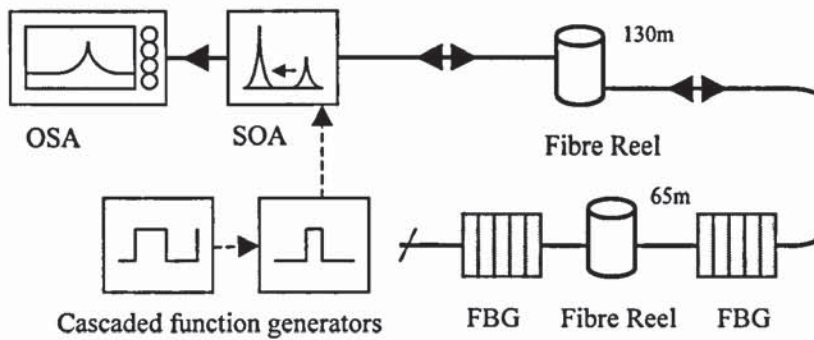 130m
OSA
SOA
Fibre Reel
65m
Cascaded function generators
FBG
Fibre Reel
FBG